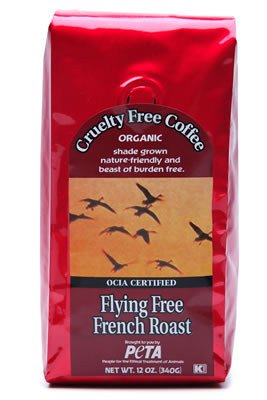 Cruelty Free Coffee
ORGANIC
shade grown
nature-friendly and
beast of burden free.
OCIA CERTIFIED
Flying Free
French Roast
Brought to you by
PeTA
People for the Ethical Treatment of Animals
NET WT. 12 OZ. (340G)
K